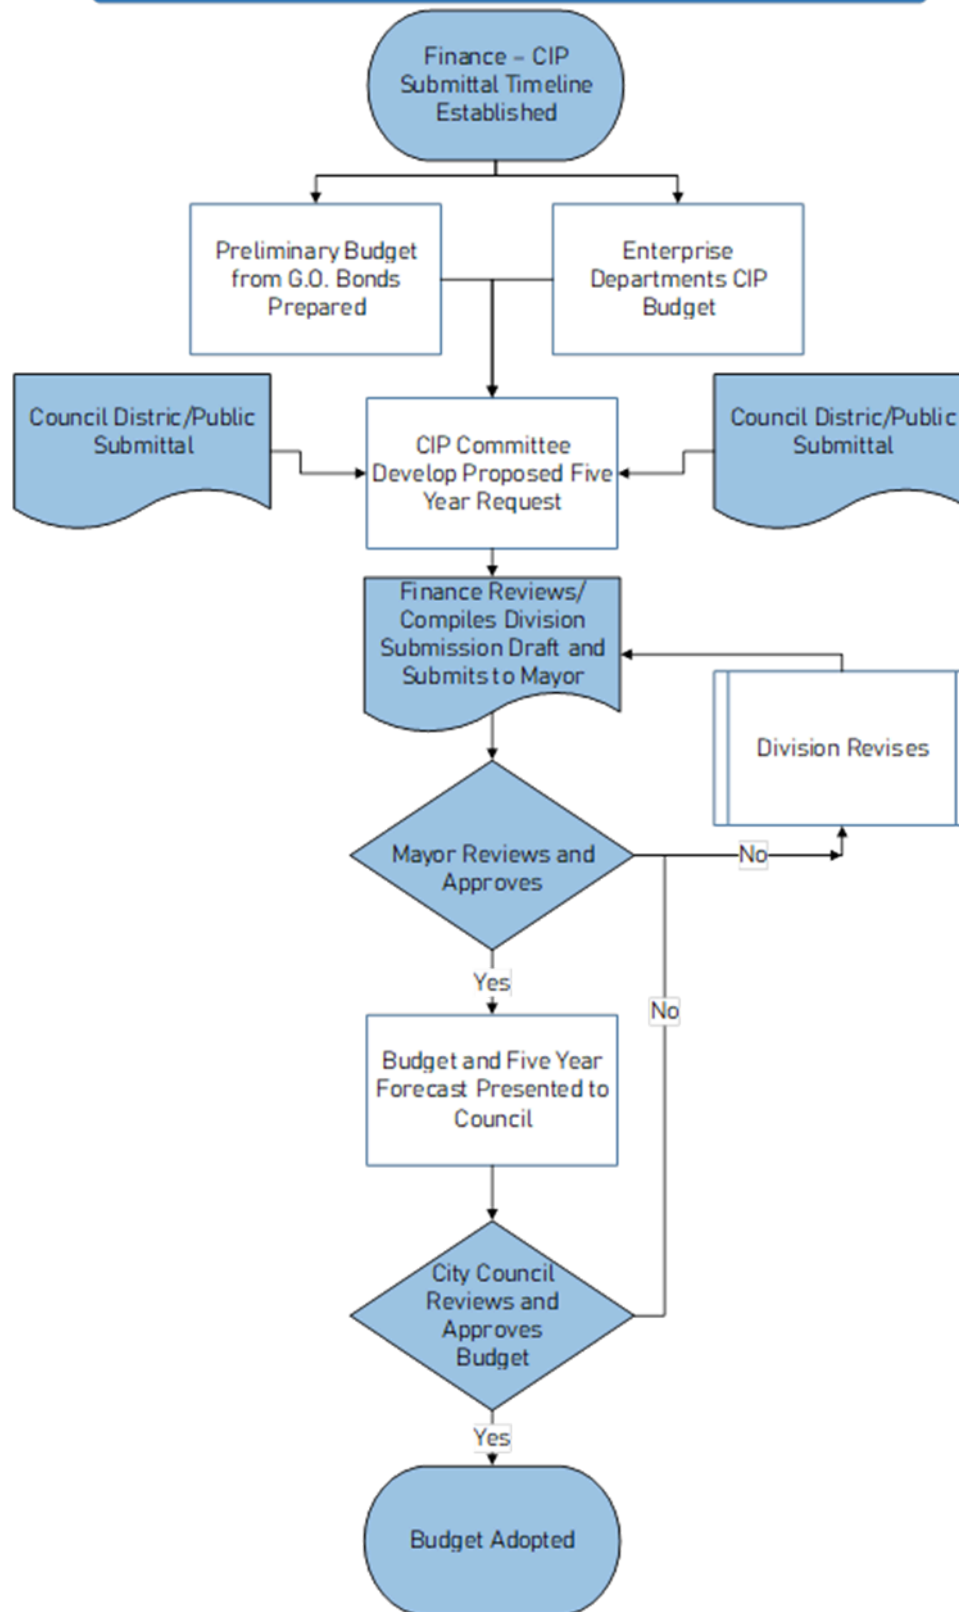 Finance – CIP
Submittal Timeline
Established
Preliminary Budget
from G.O. Bonds
Prepared
Enterprise
Departments CIP
Budget
Council Distric/Public
Submittal
CIP Committee
Develop Proposed Five
Year Request
Council Distric/Public
Submittal
Finance Reviews/
Compiles Division
Submission Draft and
Submits to Mayor
Division Revises
Mayor Reviews and
Approves
No
Yes
No
Budget and Five Year
Forecast Presented to
Council
City Council
Reviews and
Approves
Budget
Yes
Budget Adopted